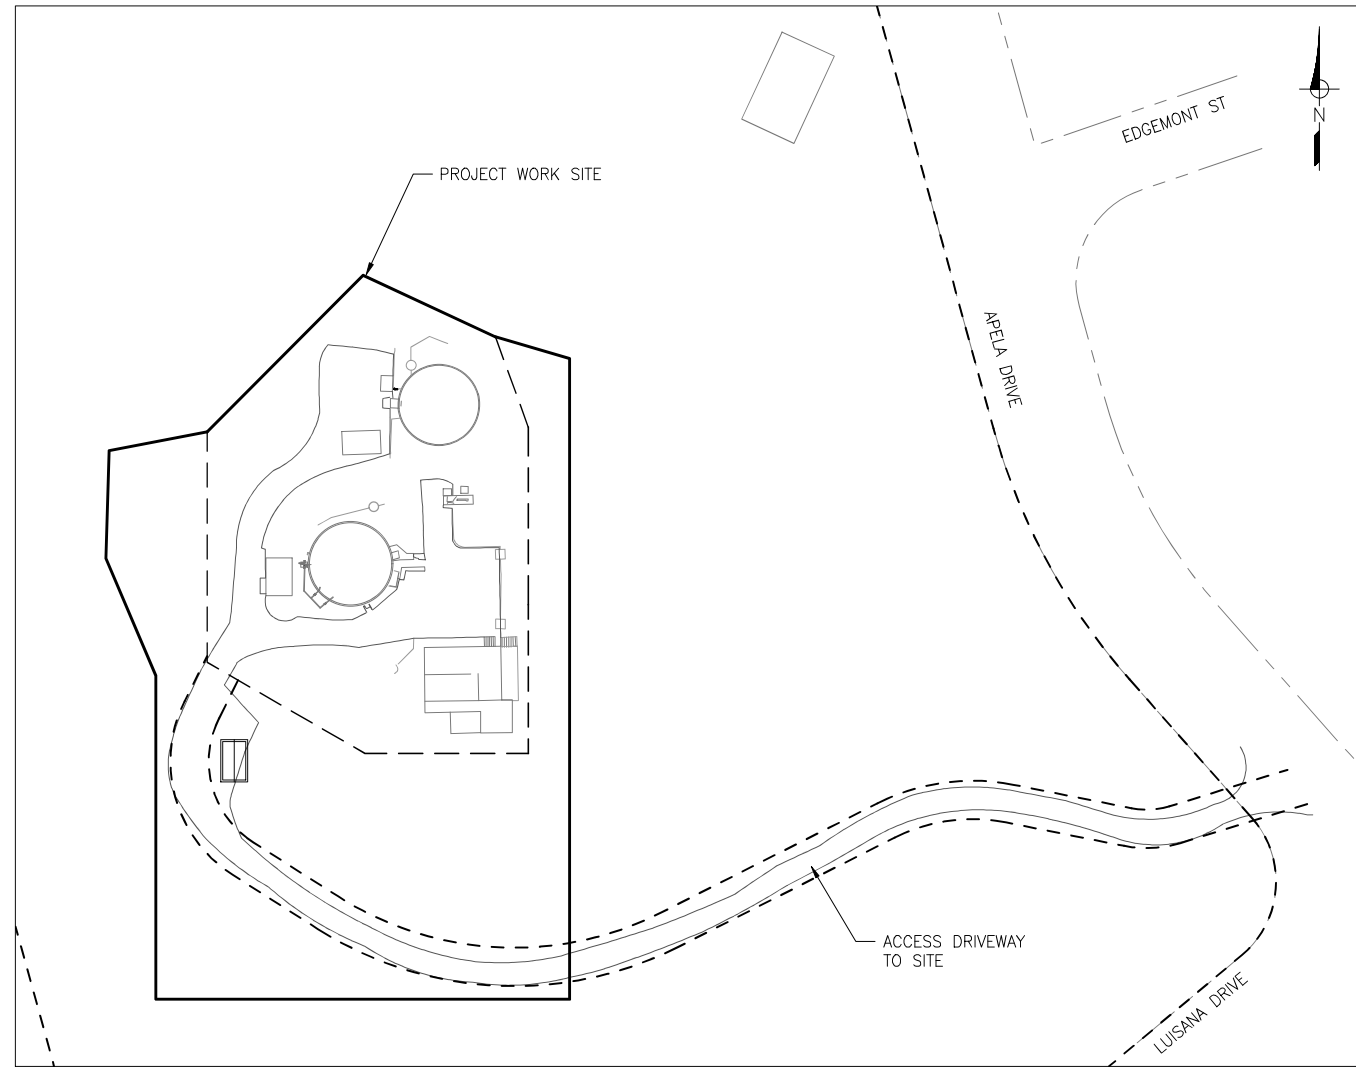 EDGEMONT ST
N
PROJECT WORK SITE
APELA DRIVE
ACCESS DRIVEWAY
TO SITE
LUISANA DRIVE